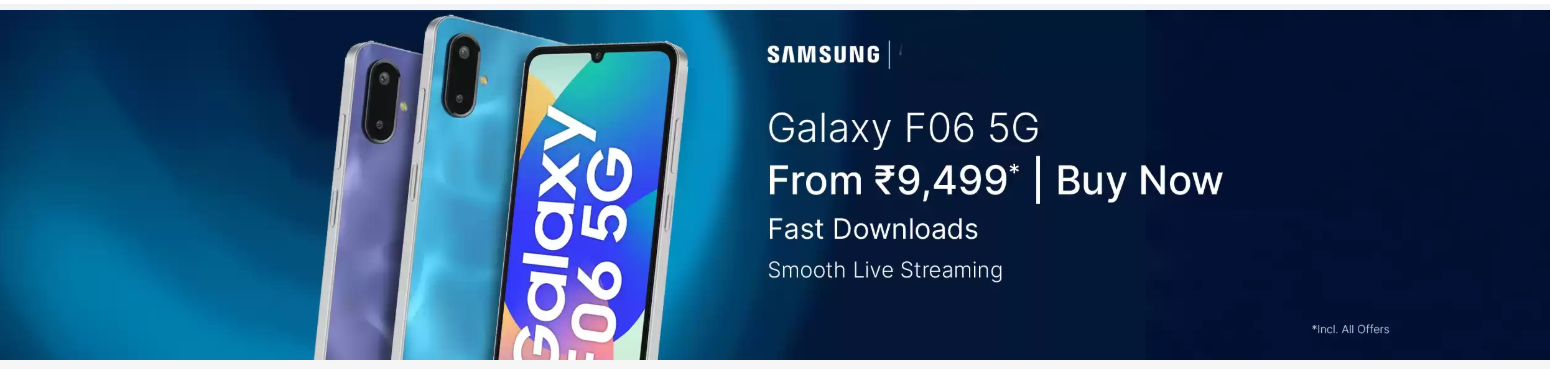 SAMSUNG
Galaxy F06 5G
From ₹9,499* | Buy Now
Fast Downloads
Smooth Live Streaming
*Incl. All Offers
Galaxy
F06 5G